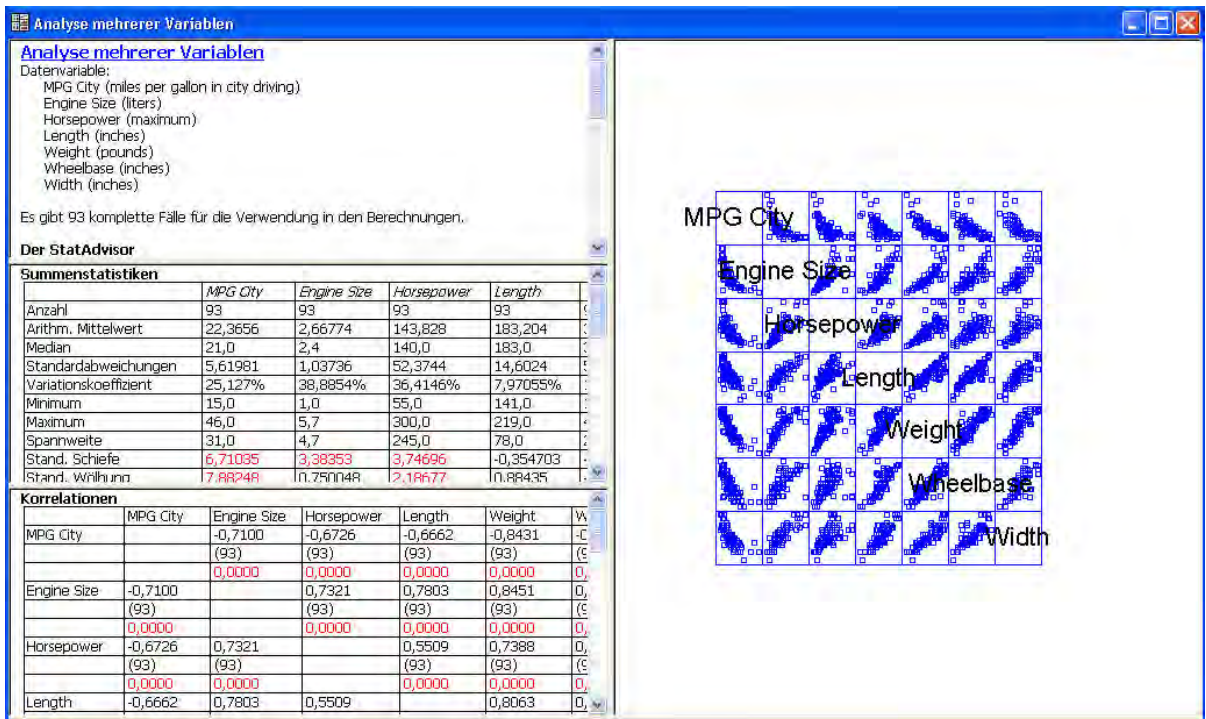 Analyse mehrerer Variablen
Analyse mehrerer Variablen
Datenvariable:
MPG City (miles per gallon in city driving)
Engine Size (liters)
Horsepower (maximum)
Length (inches)
Weight (pounds)
Wheelbase (inches)
Width (inches)
Es gibt 93 komplette Fälle für die Verwendung in den Berechnungen.
Der StatAdvisor
Summenstatistiken
MPG City Engine Size Horsepower Length
Anzahl 93 93 93 93
Arithm. Mittelwert 22,3656 2,66774 143,828 183,204
Median 21,0 2,4 140,0 183,0
Standardabweichungen 5,61981 1,03736 52,3744 14,6024
Variationskoeffizient 25,127% 38,8854% 36,4146% 7,97055%
Minimum 15,0 1,0 55,0 141,0
Maximum 46,0 5,7 300,0 219,0
Spannweite 31,0 4,7 245,0 78,0
Stand. Schiefe 6,71035 3,38353 3,74696 -0,354703
Stand. Wölbung 7,88248 0,750048 2,18677 0,88435
Korrelationen
MPG City Engine Size Horsepower Length Weight
MPG City -0,7100 -0,6726 -0,6662 -0,8431
(93) (93) (93) (93)
0,0000 0,0000 0,0000 0,0000
Engine Size -0,7100 0,7321 0,7803 0,8451
(93) (93) (93) (93)
0,0000 0,0000 0,0000 0,0000
Horsepower -0,6726 0,7321 0,5509 0,7388
(93) (93) (93) (93)
0,0000 0,0000 0,0000 0,0000
Length -0,6662 0,7803 0,5509 0,8063
MPG City
Engine Size
Horsepower
Length
Weight
Wheelbase
Width